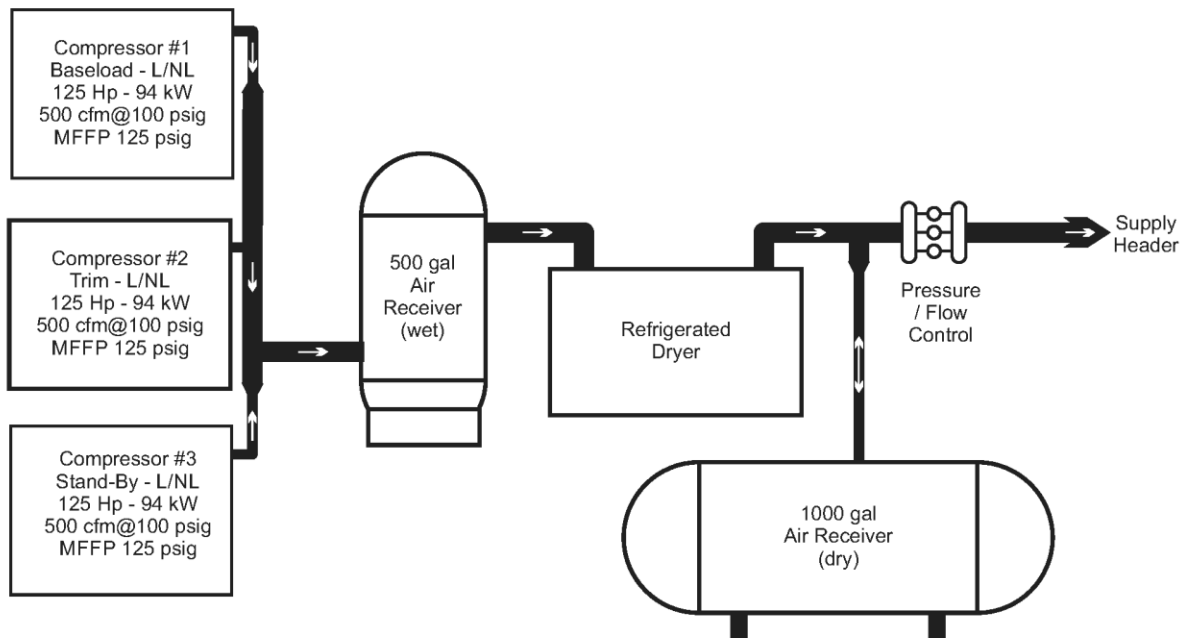 Compressor #1
Baseload - L/NL
125 Hp - 94 kW
500 cfm@100 psig
MFFP 125 psig
Compressor #2
Trim - L/NL
125 Hp - 94 kW
500 cfm@100 psig
MFFP 125 psig
Compressor #3
Stand-By - L/NL
125 Hp - 94 kW
500 cfm@100 psig
MFFP 125 psig
500 gal
Air
Receiver
(wet)
Refrigerated
Dryer
Pressure
/ Flow
Control
Supply
Header
1000 gal
Air Receiver
(dry)